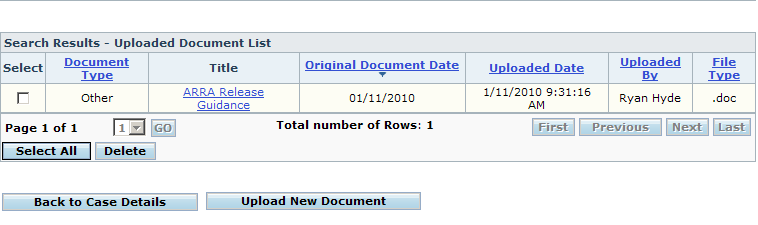 Search Results - Uploaded Document List
Select Document Type Title Original Document Date Uploaded Date Uploaded By File Type
Other ARRA Release Guidance 01/11/2010 1/11/2010 9:31:16 AM Ryan Hyde .doc
Page 1 of 1 1 GO Total number of Rows: 1 First Previous Next Last
Select All Delete
Back to Case Details Upload New Document